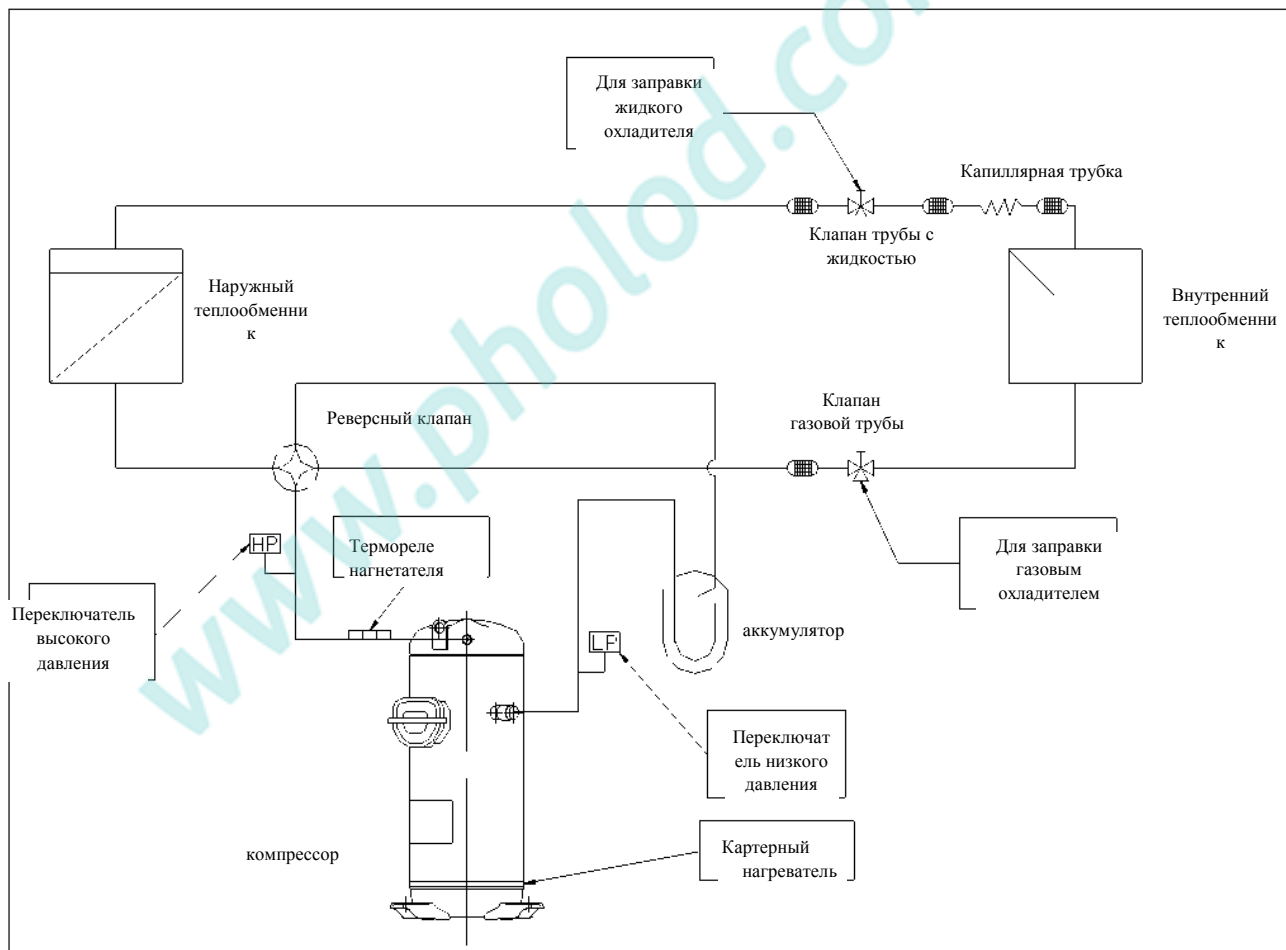 Для заправки
жидкого
охладителя
Капиллярная трубка
Клапан трубы с
жидкостью
Наружный
теплообменни
к
Внутренний
теплообменни
к
Клапан
газовой трубы
Реверсный клапан
HP
Термореле
нагнетателя
Для заправки
газовым
охладителем
Переключатель
высокого
давления
LP
аккумулятор
Переключат
ель низкого
давления
Картерный
нагреватель
компрессор
www.pholod.co